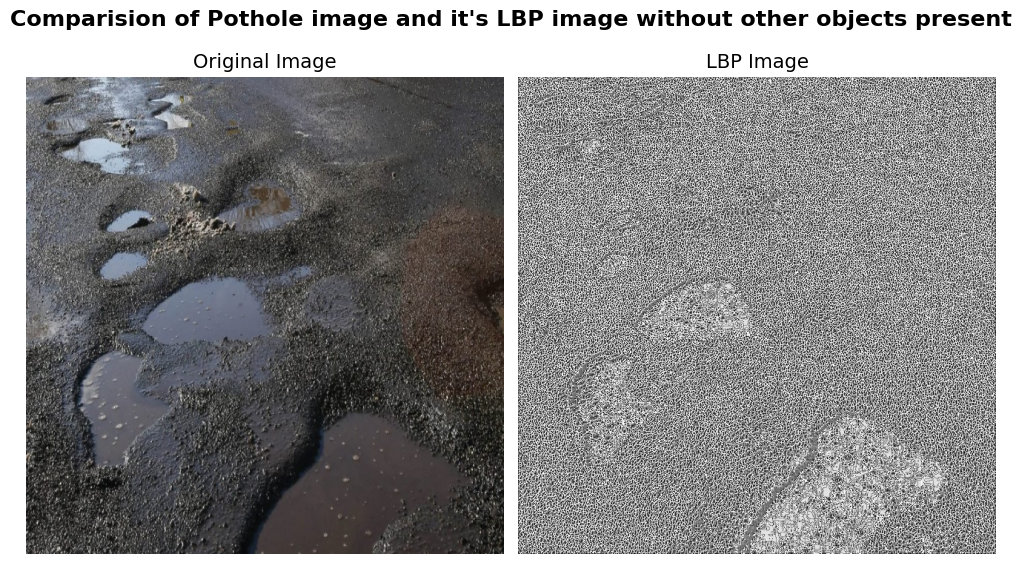 Comparision of Pothole image and it's LBP image without other objects present
Original Image
LBP Image